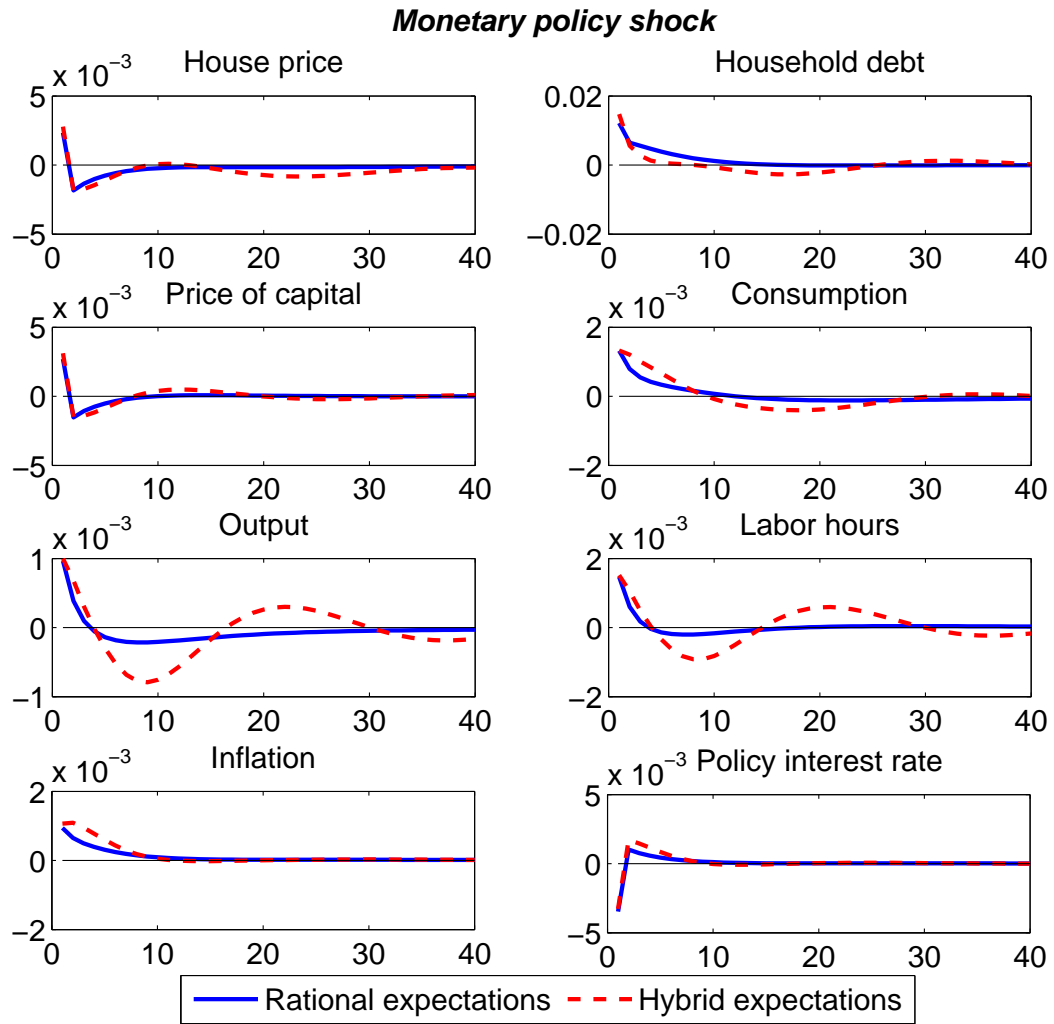 Monetary policy shock
x 10−3
House price
5
0
−5
0 10 20 30 40
Household debt
0.02
0
−0.02
0 10 20 30 40
x 10−3
Price of capital
5
0
−5
0 10 20 30 40
x 10−3
Consumption
2
0
−2
0 10 20 30 40
x 10−3
Output
1
0
−1
0 10 20 30 40
x 10−3
Labor hours
2
0
−2
0 10 20 30 40
x 10−3
Inflation
2
0
−2
0 10 20 30 40
x 10−3
Policy interest rate
5
0
−5
0 10 20 30 40
Rational expectations Hybrid expectations